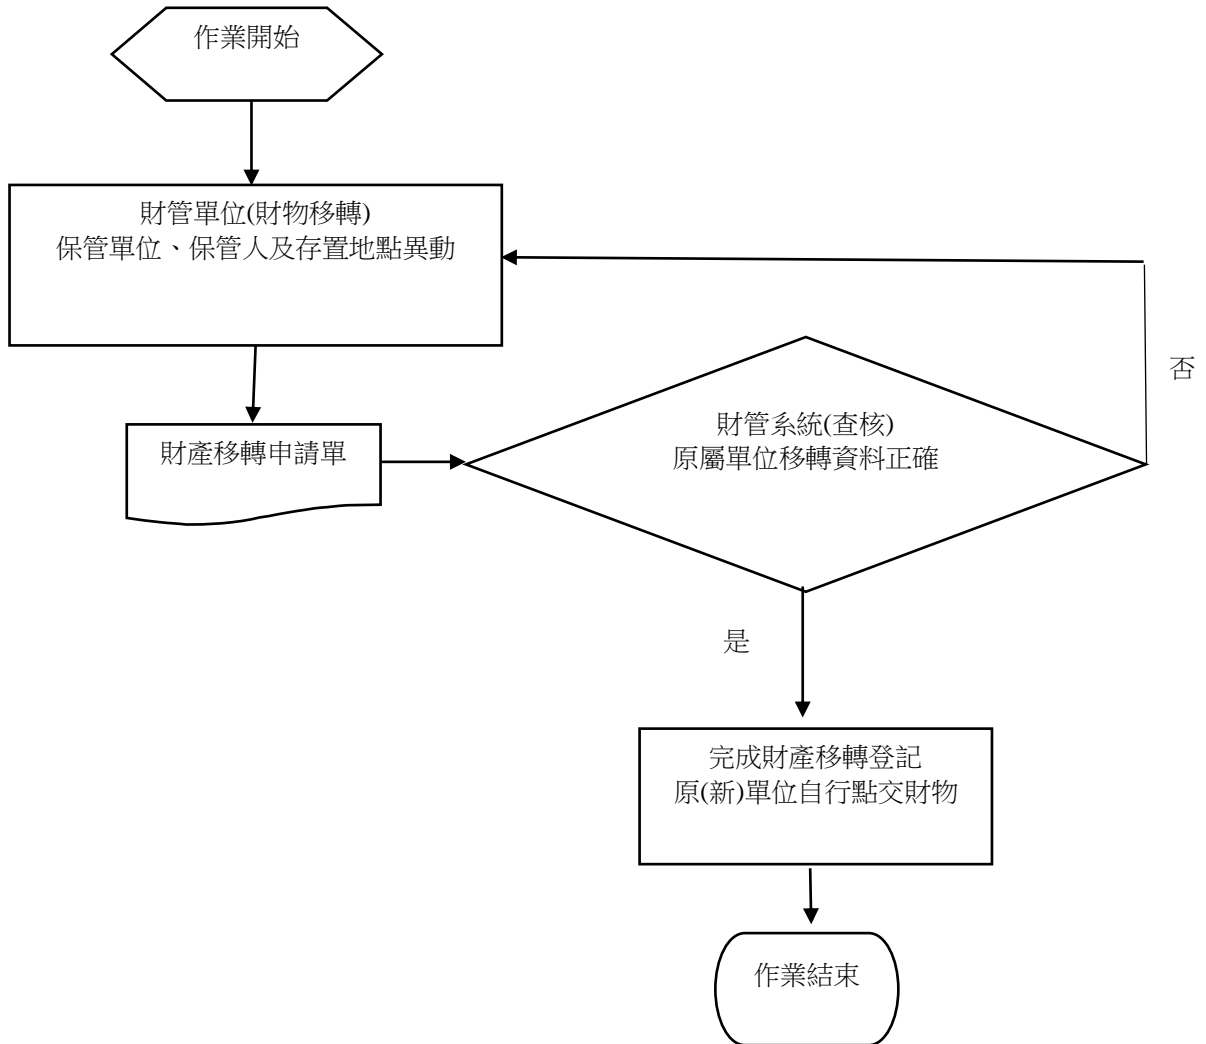 作業開始
財管單位(財物移轉)
保管單位、保管人及存置地點異動
否
財產移轉申請單
財管系統(查核)
原屬單位移轉資料正確
是
完成財產移轉登記
原(新)單位自行點交財物
作業結束